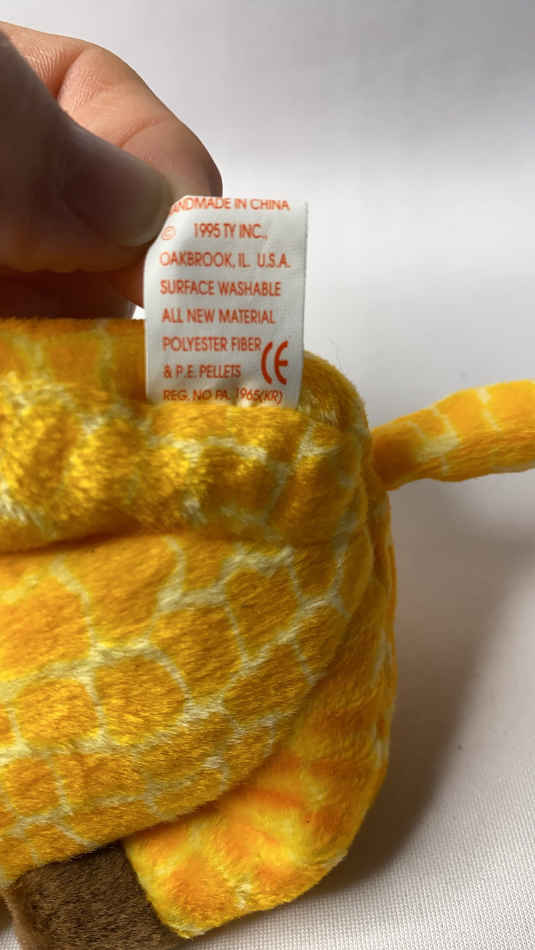 HANDMADE IN CHINA
© 1995 TY INC.,
OAKBROOK, IL. U.S.A.
SURFACE WASHABLE
ALL NEW MATERIAL
POLYESTER FIBER
& P.E. PELLETS CE
REG. NO PA. 1965(KR)